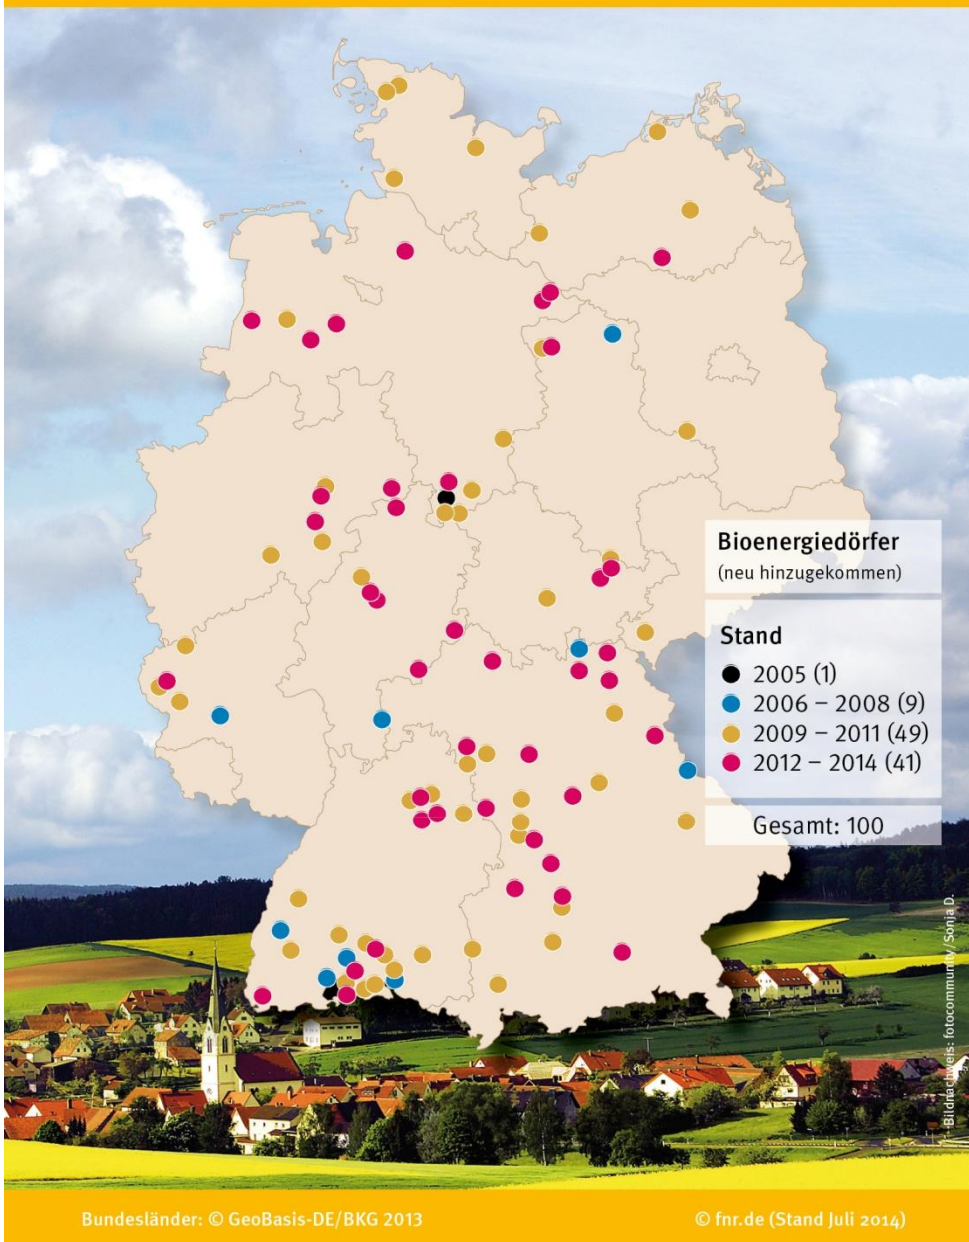 Bioenergiedörfer
(neu hinzugekommen)
Stand
2005 (1)
2006 – 2008 (9)
2009 – 2011 (49)
2012 – 2014 (41)
Gesamt: 100
Bildnachweis: fotocommunity/Sonja D.
Bundesländer: © GeoBasis-DE/BKG 2013
© fnr.de (Stand Juli 2014)